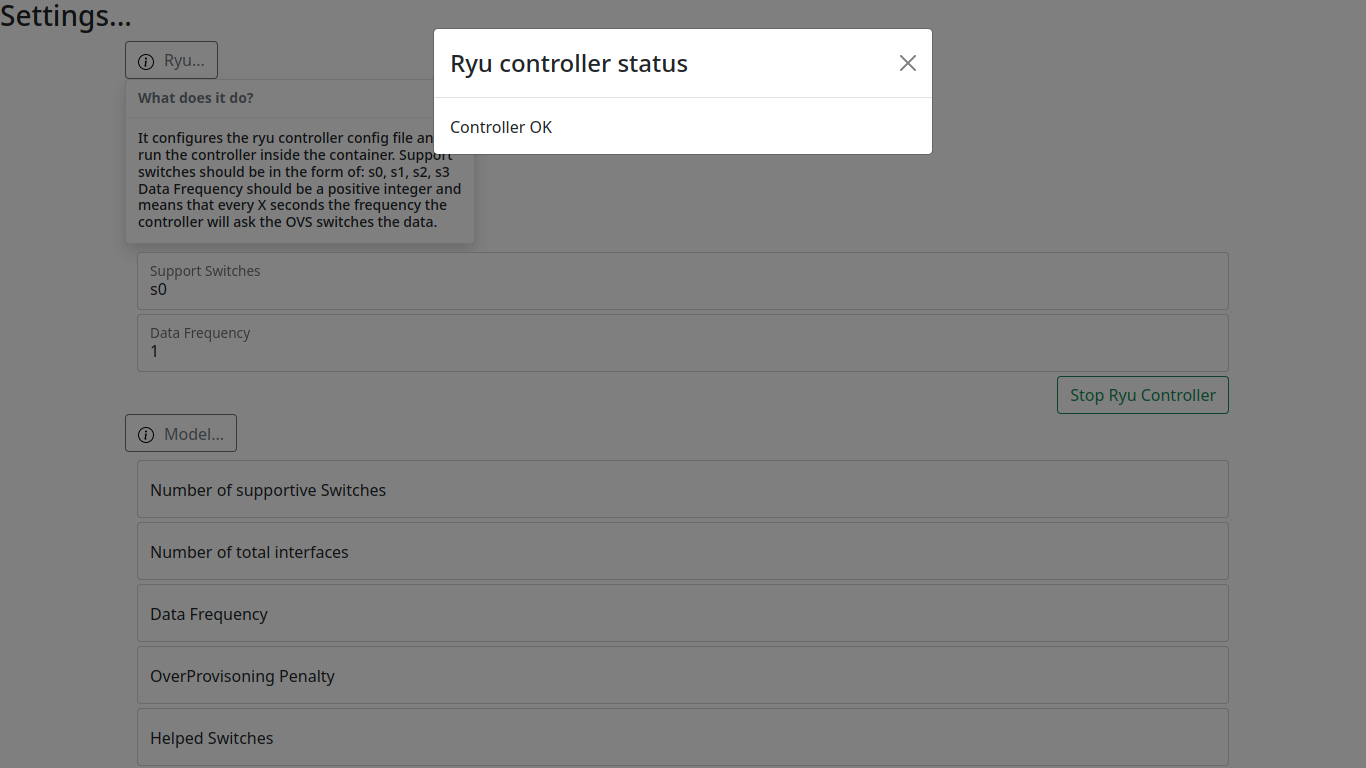 Settings...
Ryu controller status
Ryu...
What does it do?
Controller OK
It configures the ryu controller config file an
run the controller inside the container. Support
switches should be in the form of: s0, s1, s2, s3
Data Frequency should be a positive integer and
means that every X seconds the frequency the
controller will ask the OVS switches the data.
Support Switches
s0
Data Frequency
1
Stop Ryu Controller
Model...
Number of supportive Switches
Number of total interfaces
Data Frequency
OverProvisoning Penalty
Helped Switches